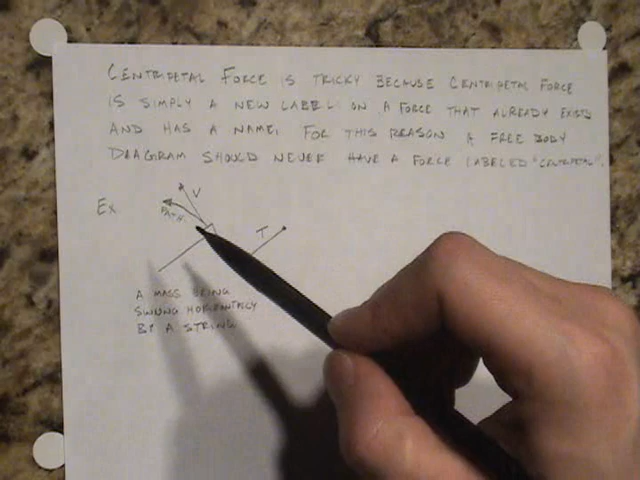 CENTRIPETAL FORCE IS TRICKY BECAUSE CENTRIPETAL FORCE
IS SIMPLY A NEW LABEL ON A FORCE THAT ALREADY EXISTS
AND HAS A NAME. FOR THIS REASON A FREE BODY
DIAAGRAM SHOULD NEVER HAVE A FORCE LABELED "CENTRIPETAL".
Ex
V
PATH
T
A MASS BEING
SWUNG HORIZONTALLY
BY A STRING